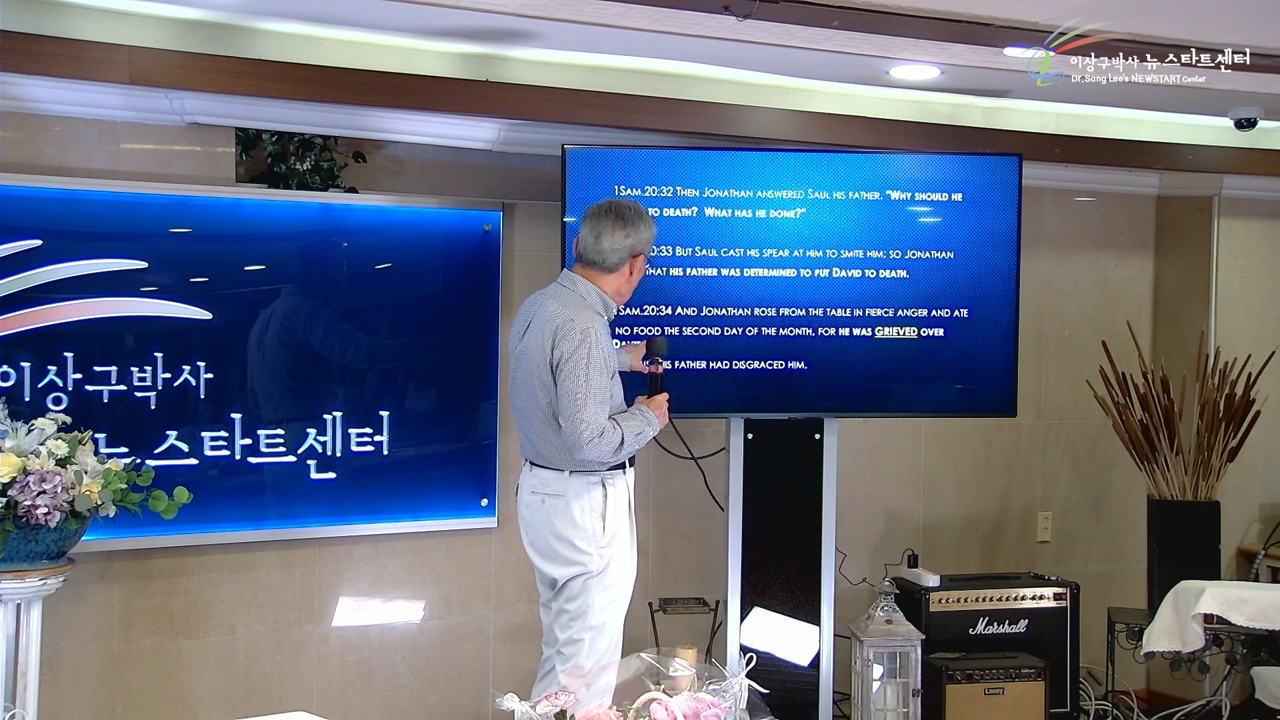 이상구박사 뉴스타트센터
Dr. Sang Lee's NEWSTART Center
1Sam.20:32 Then Jonathan answered Saul his father, "Why should he
to death? What has he done?"
0:33 But Saul cast his spear at him to smite him; so Jonathan
that his father was determined to put David to death.
Sam.20:34 And Jonathan rose from the table in fierce anger and ate
no food the second day of the month, for he was grieved over
his father had disgraced him.
이상구박사
뉴스타트센터
Marshall
Laney